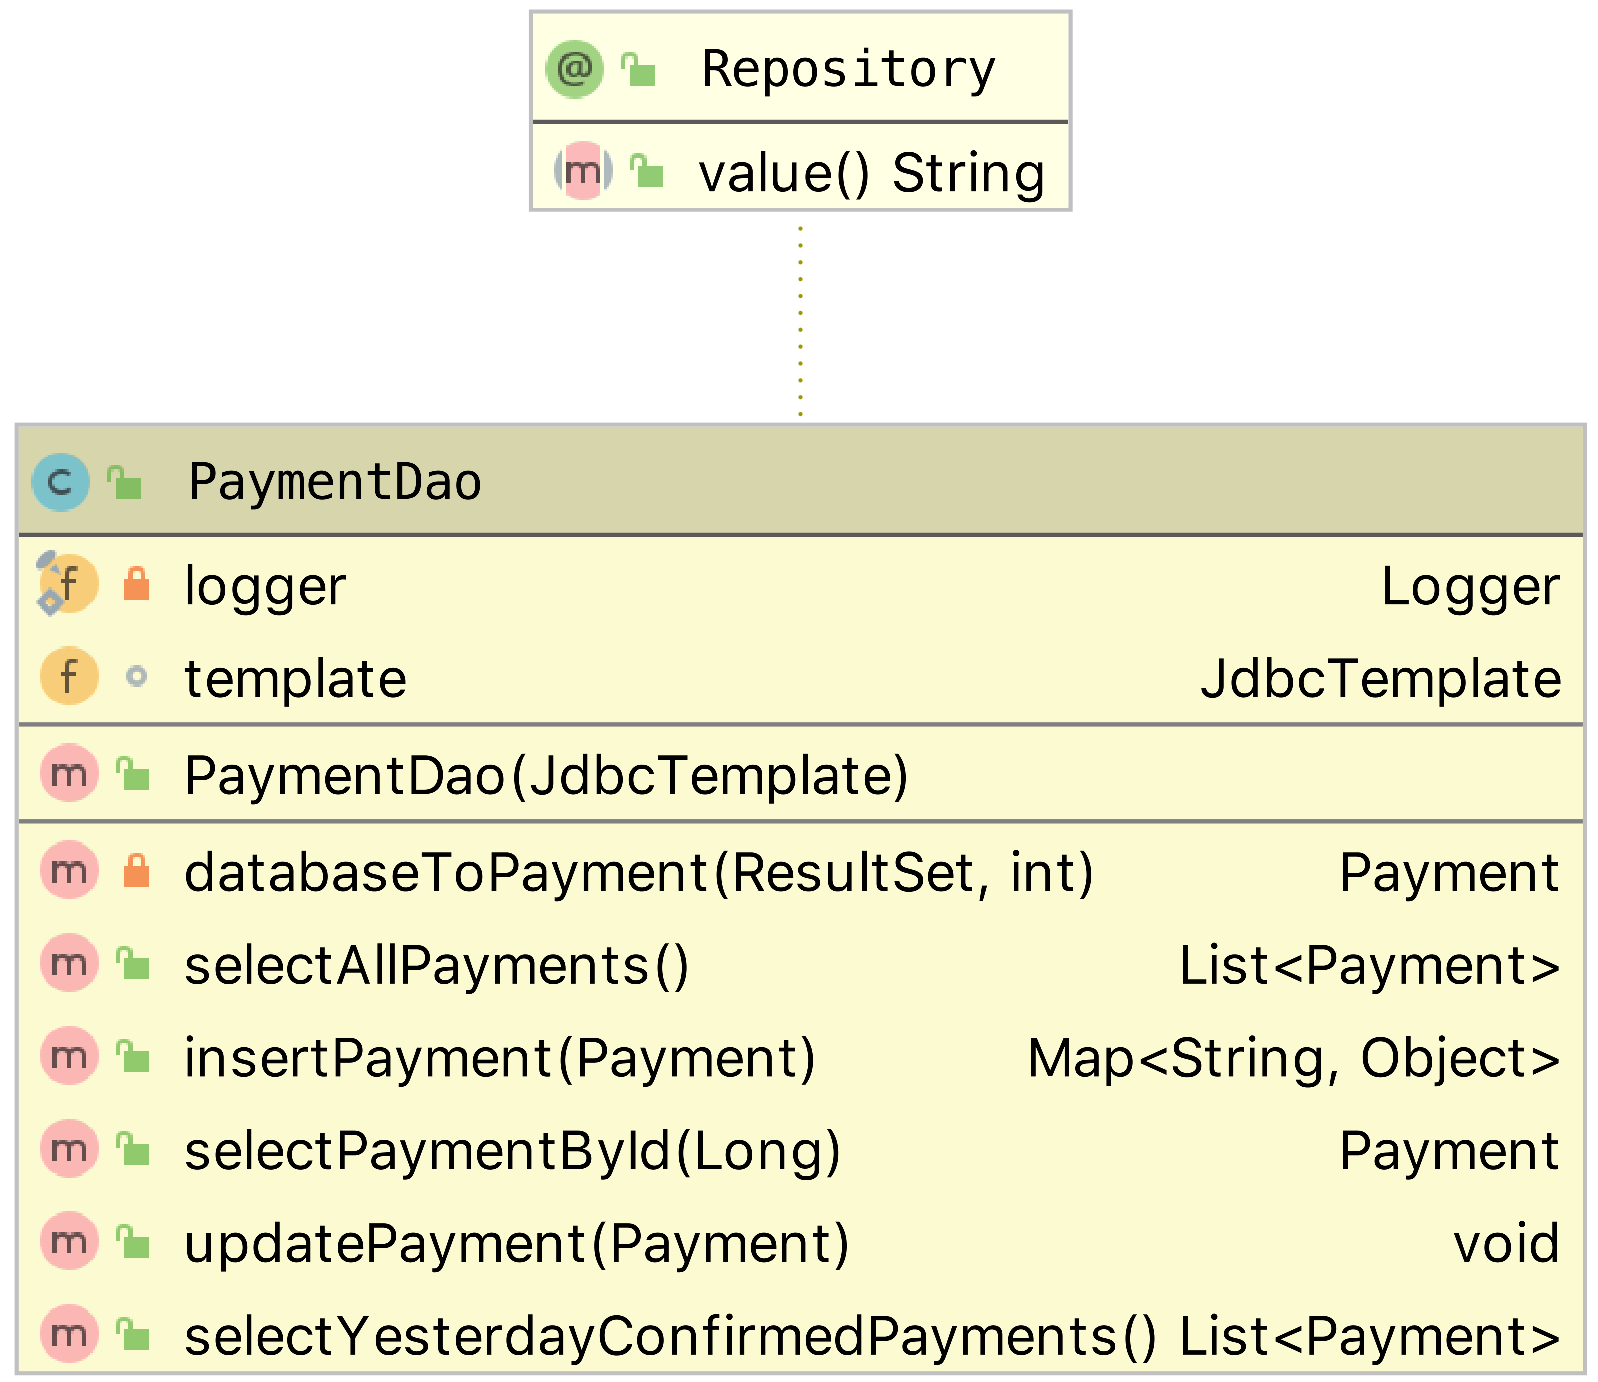 @ Repository
m value() String
c PaymentDao
f logger Logger
f template JdbcTemplate
m PaymentDao(JdbcTemplate)
m databaseToPayment(ResultSet, int) Payment
m selectAllPayments() List<Payment>
m insertPayment(Payment) Map<String, Object>
m selectPaymentById(Long) Payment
m updatePayment(Payment) void
m selectYesterdayConfirmedPayments() List<Payment>